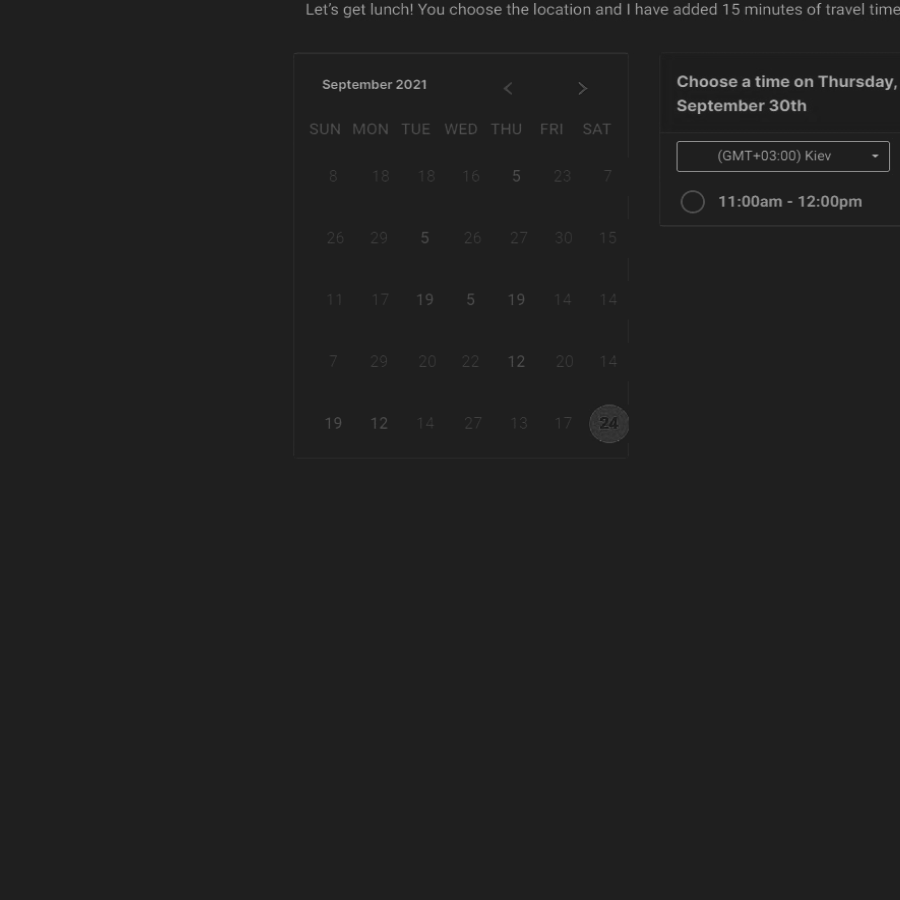 Let's get lunch! You choose the location and I have added 15 minutes of travel time
September 2021
SUN MON TUE WED THU FRI SAT
8 18 18 16 5 23 7
26 29 5 26 27 30 15
11 17 19 5 19 14 14
7 29 20 22 12 20 14
19 12 14 27 13 17 24
Choose a time on Thursday,
September 30th
(GMT+03:00) Kiev
11:00am - 12:00pm